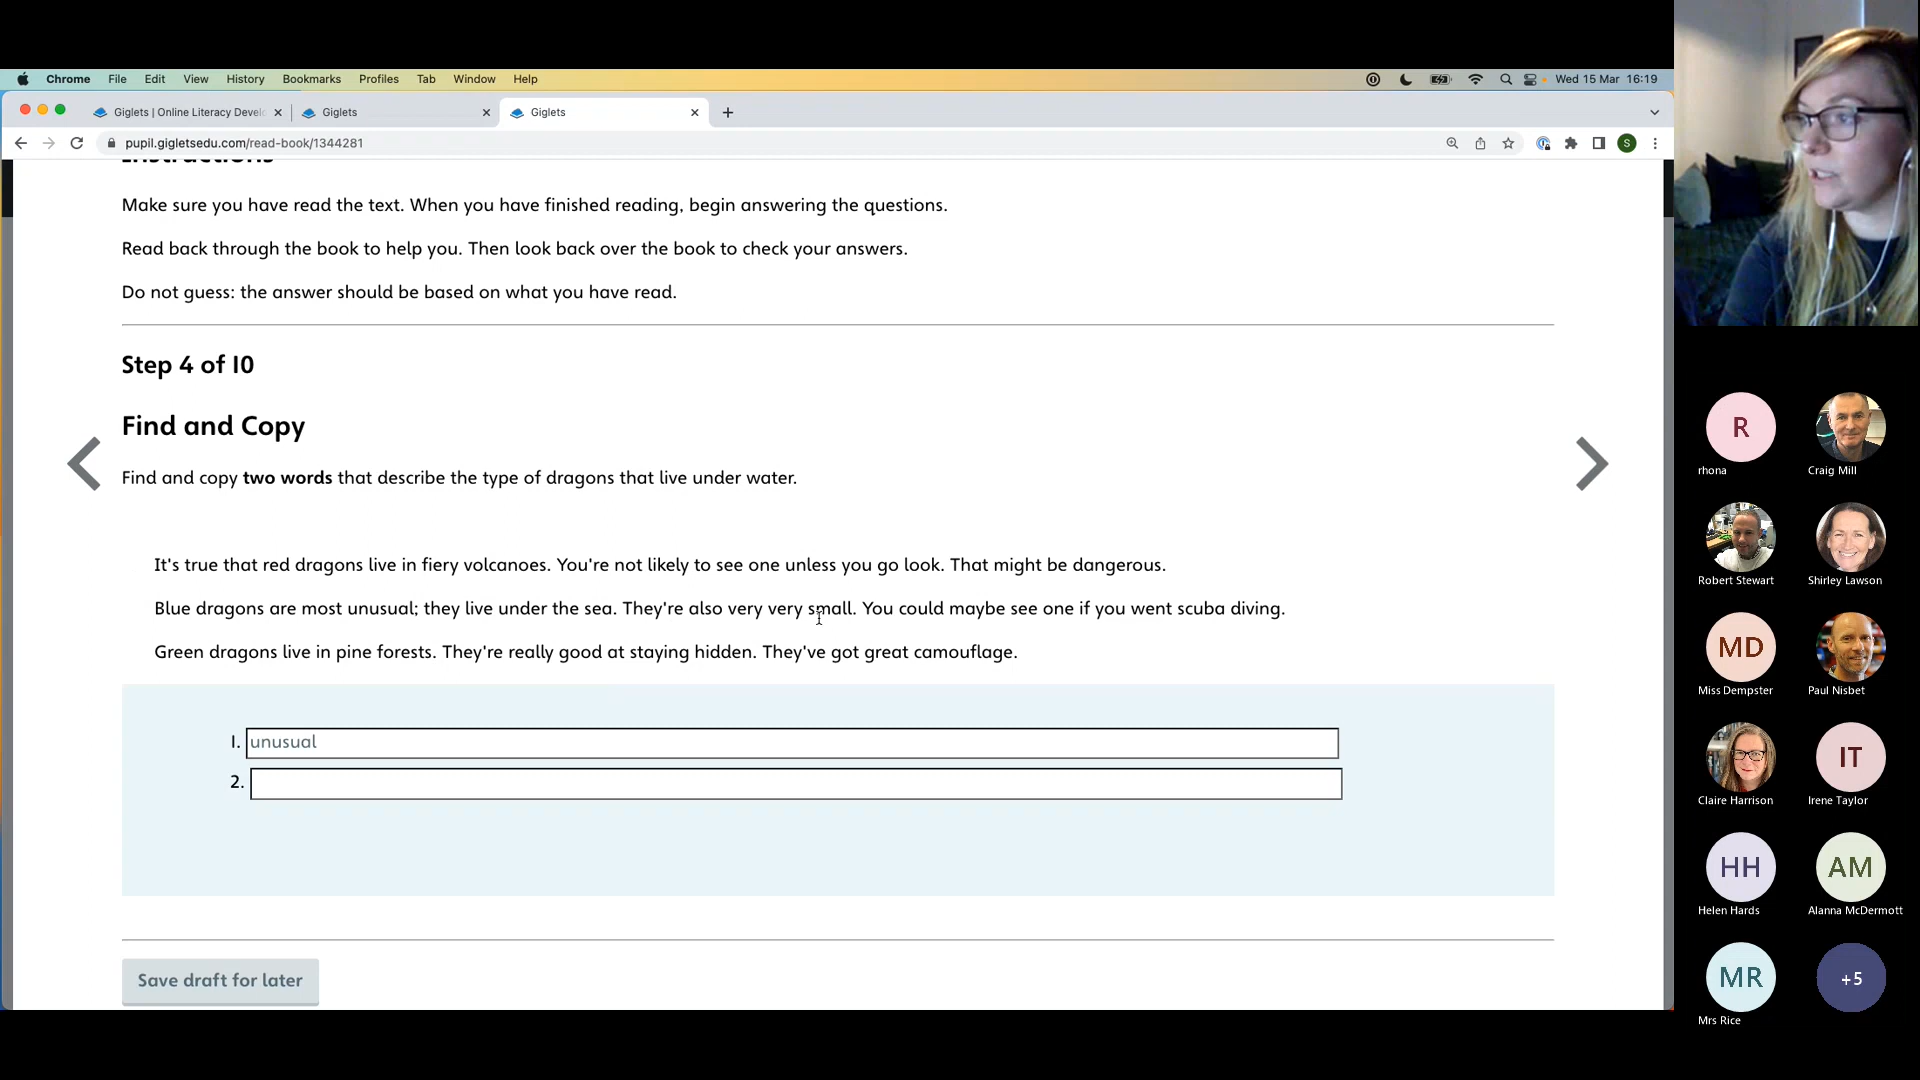 Chrome File Edit View History Bookmarks Profiles Tab Window Help Wed 15 Mar 16:19
Giglets | Online Literacy Devel Giglets Giglets
pupil.gigletsedu.com/read-book/1344281 S
Instructions
Make sure you have read the text. When you have finished reading, begin answering the questions.
Read back through the book to help you. Then look back over the book to check your answers.
Do not guess: the answer should be based on what you have read.
Step 4 of 10
Find and Copy
Find and copy two words that describe the type of dragons that live under water.
It's true that red dragons live in fiery volcanoes. You're not likely to see one unless you go look. That might be dangerous.
Blue dragons are most unusual; they live under the sea. They're also very very small. You could maybe see one if you went scuba diving.
Green dragons live in pine forests. They're really good at staying hidden. They've got great camouflage.
1. unusual
2.
Save draft for later
R
rhona Craig Mill
Robert Stewart Shirley Lawson
MD
Miss Dempster Paul Nisbet
IT
Claire Harrison Irene Taylor
HH AM
Helen Hards Alanna McDermott
MR +5
Mrs Rice